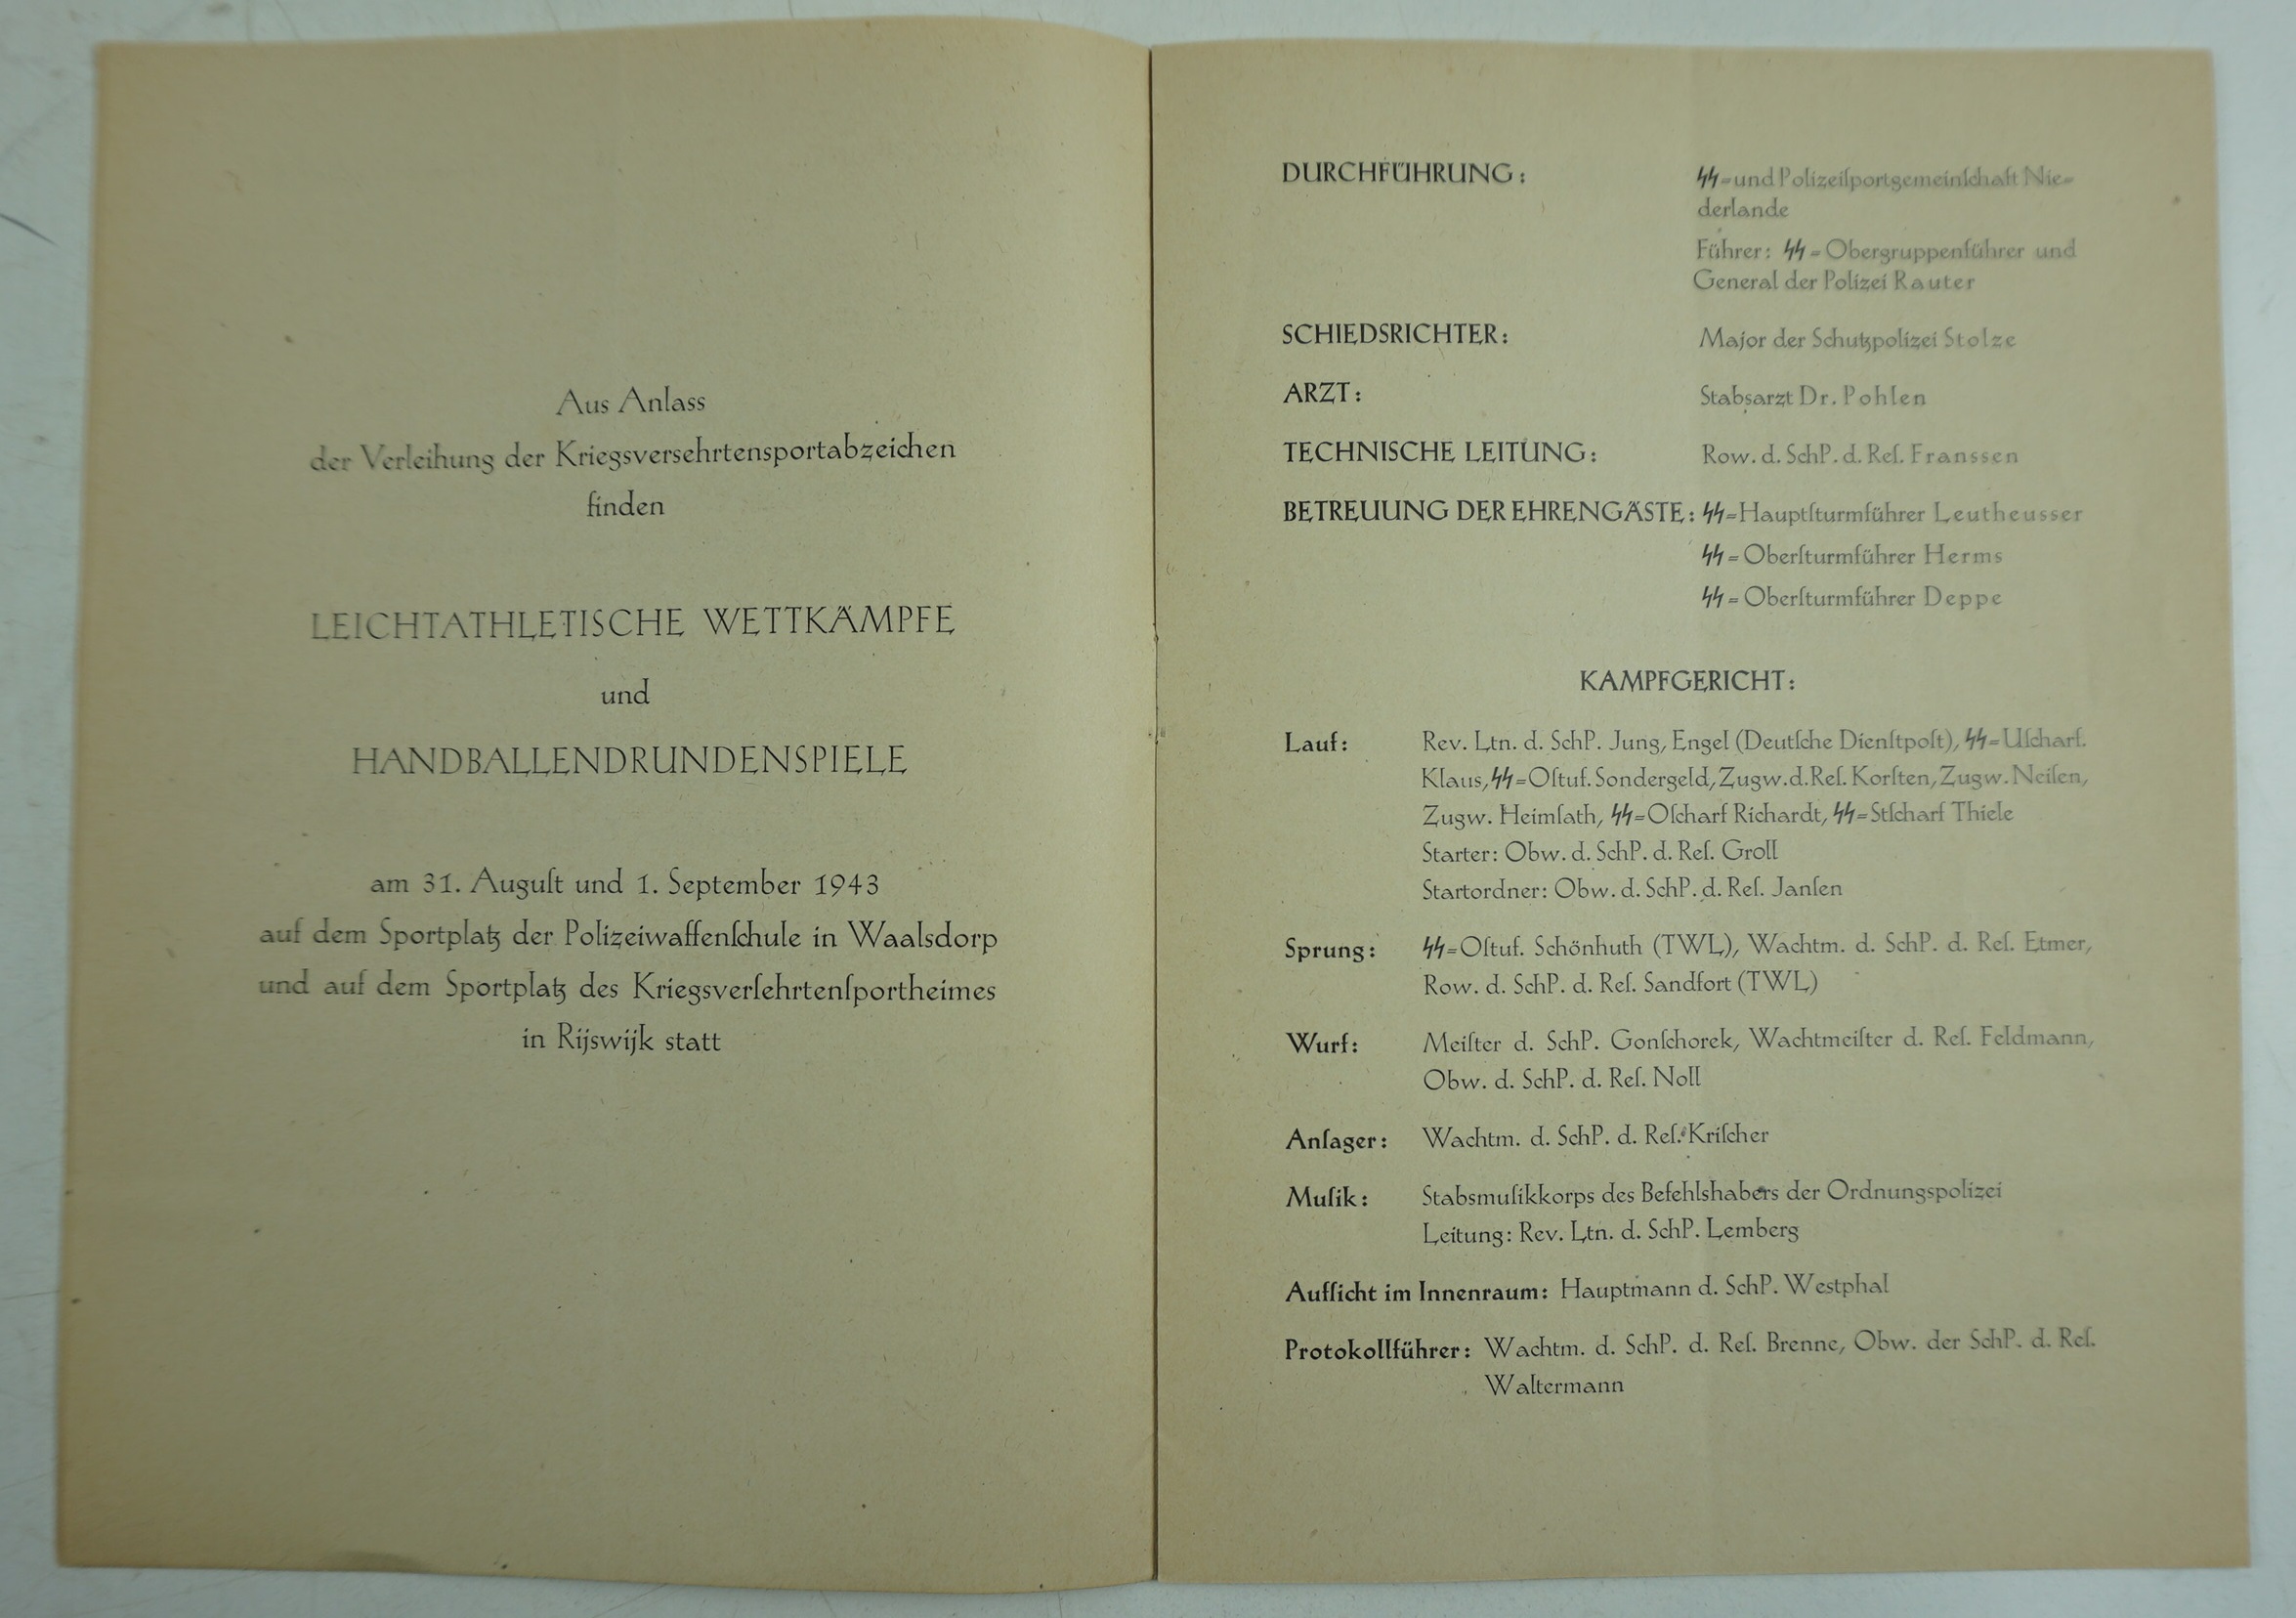 Aus Anlass
der Verleihung der Kriegsversehrtensportabzeichen
finden
LEICHTATHLETISCHE WETTKÄMPFE
und
HANDBALLENDRUNDENSPIELE
am 31. Auguſt und 1. September 1943
auf dem Sportplatz der Polizeiwaffenſchule in Waalsdorp
und auf dem Sportplatz des Kriegsverſehrtenſportheimes
in Rijswijk statt
DURCHFÜHRUNG: ᛋᛋ=und Polizeiſportgemeinſchaft Nie=
derlande
Führer: ᛋᛋ=Obergruppenführer und
General der Polizei Rauter
SCHIEDSRICHTER: Major der Schutzpolizei Stolze
ARZT: Stabsarzt Dr. Pohlen
TECHNISCHE LEITUNG: Row. d. SchP. d. Reſ. Franssen
BETREUUNG DER EHRENGÄSTE: ᛋᛋ=Hauptſturmführer Leutheusser
ᛋᛋ=Oberſturmführer Herms
ᛋᛋ=Oberſturmführer Deppe
KAMPFGERICHT:
Lauf: Rev. Ltn. d. SchP. Jung, Engel (Deutſche Dienſtpoſt), ᛋᛋ=Uſcharf.
Klaus, ᛋᛋ=Oſtuf. Sondergeld, Zugw.d.Reſ. Korſten, Zugw. Neiſen,
Zugw. Heimſath, ᛋᛋ=Oſcharf Richardt, ᛋᛋ=Stſcharf Thiele
Starter: Obw. d. SchP. d. Reſ. Groll
Startordner: Obw. d. SchP. d. Reſ. Janſen
Sprung: ᛋᛋ=Oſtuf. Schönhuth (TWL), Wachtm. d. SchP. d. Reſ. Etmer,
Row. d. SchP. d. Reſ. Sandfort (TWL)
Wurf: Meiſter d. SchP. Gonſchorek, Wachtmeiſter d. Reſ. Feldmann,
Obw. d. SchP. d. Reſ. Noll
Anſager: Wachtm. d. SchP. d. Reſ. Kriſcher
Muſik: Stabsmuſikkorps des Befehlshabers der Ordnungspolizei
Leitung: Rev. Ltn. d. SchP. Lemberg
Aufſicht im Innenraum: Hauptmann d. SchP. Westphal
Protokollführer: Wachtm. d. SchP. d. Reſ. Brenne, Obw. der SchP. d. Reſ.
Waltermann